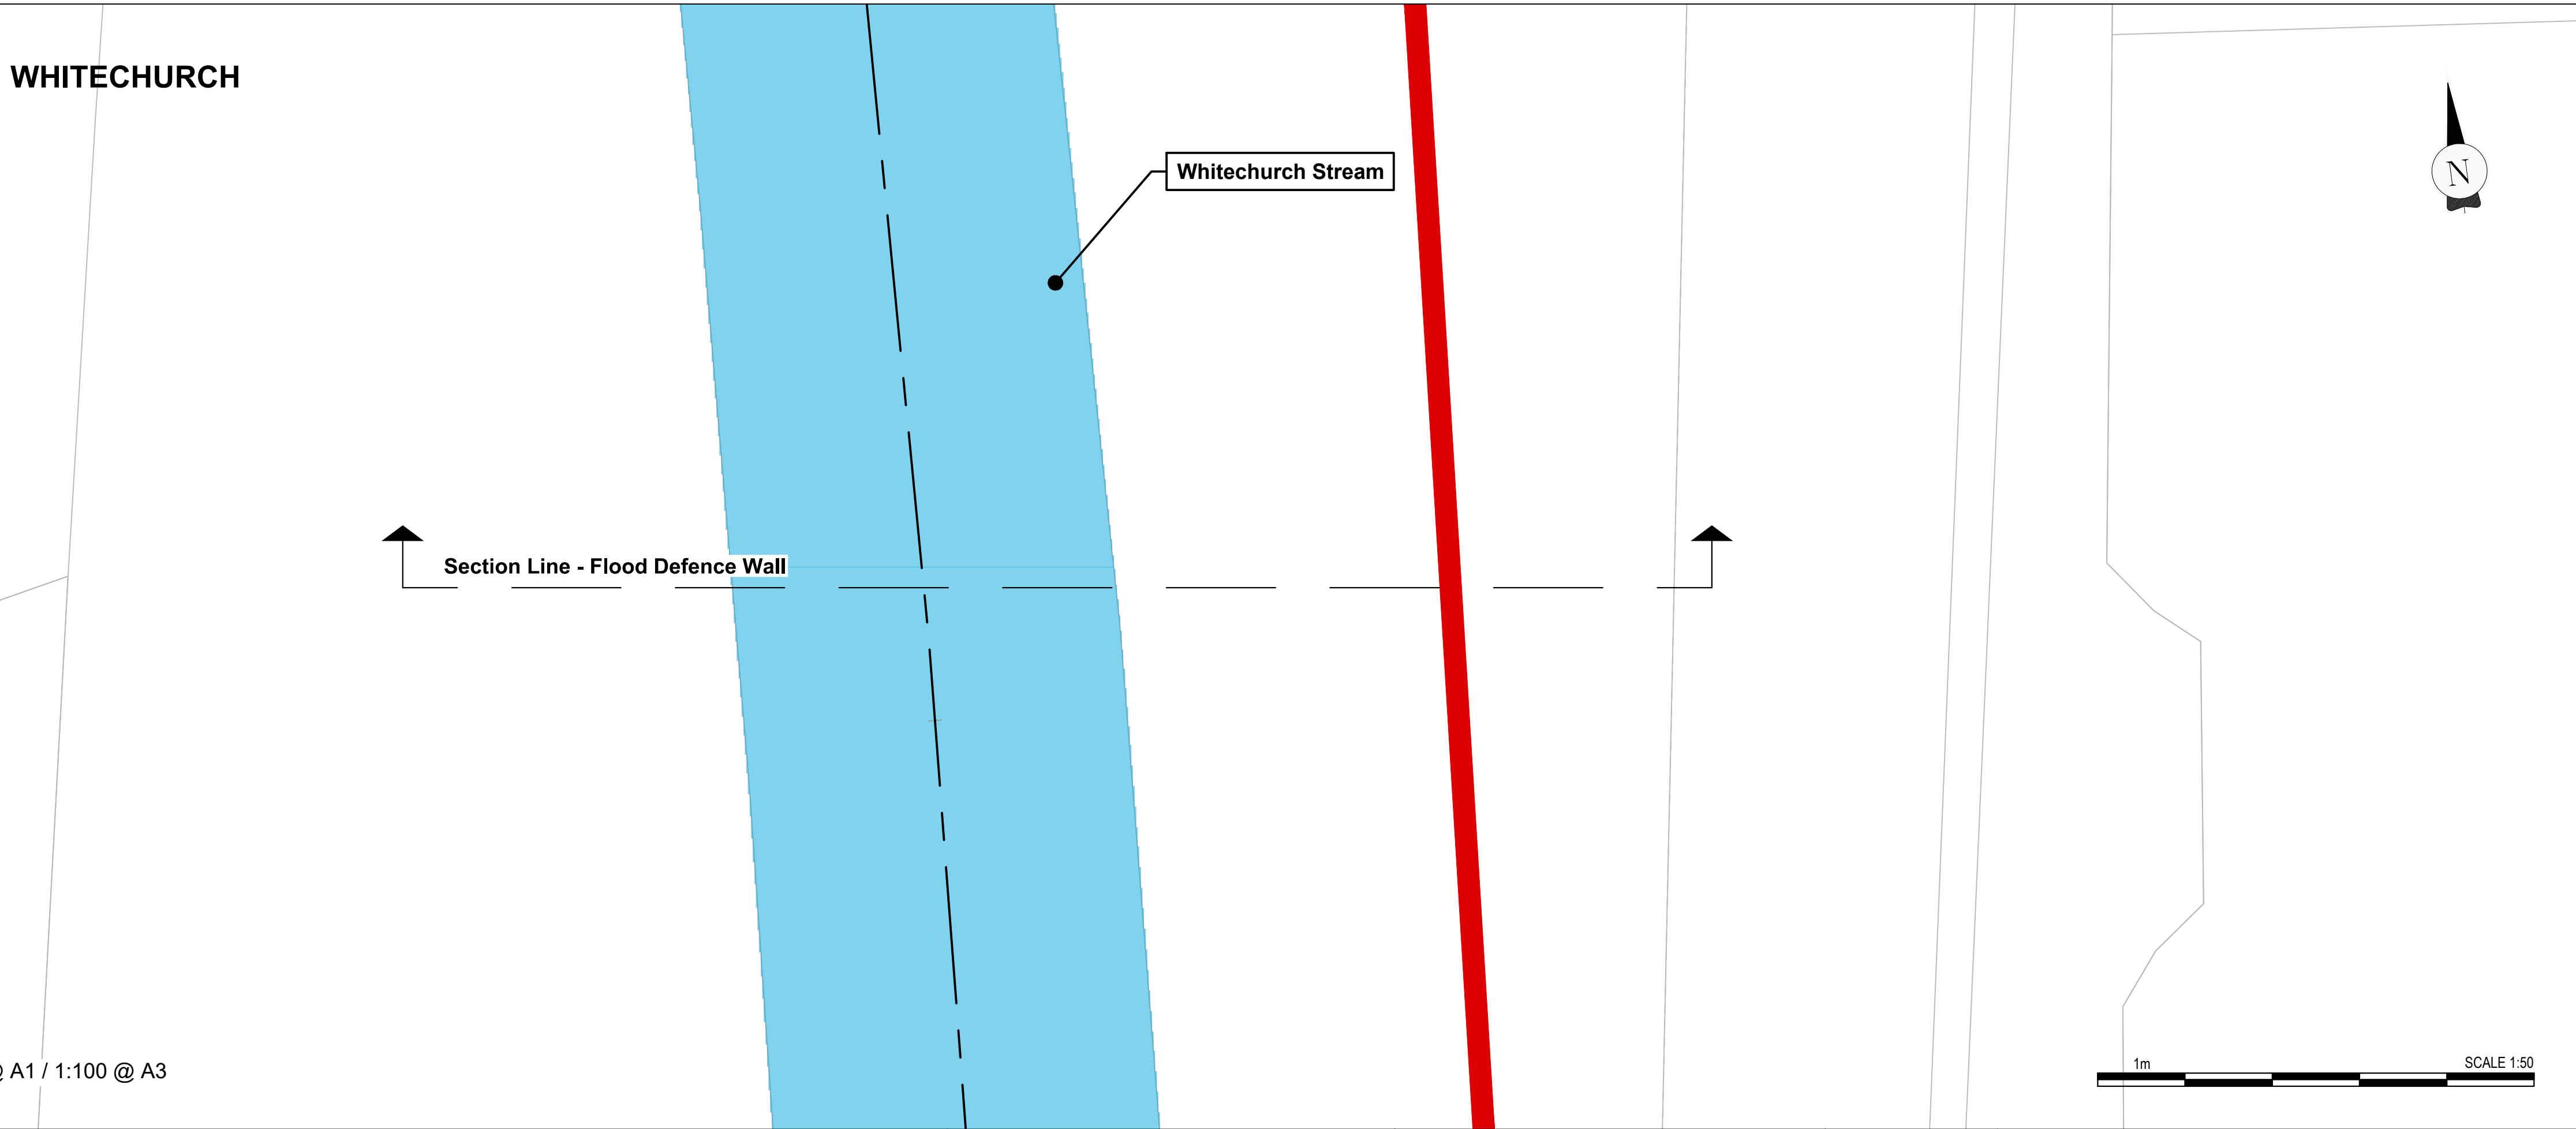 WHITECHURCH
N
Whitechurch Stream
Section Line - Flood Defence Wall
@ A1 / 1:100 @ A3
1m
SCALE 1:50